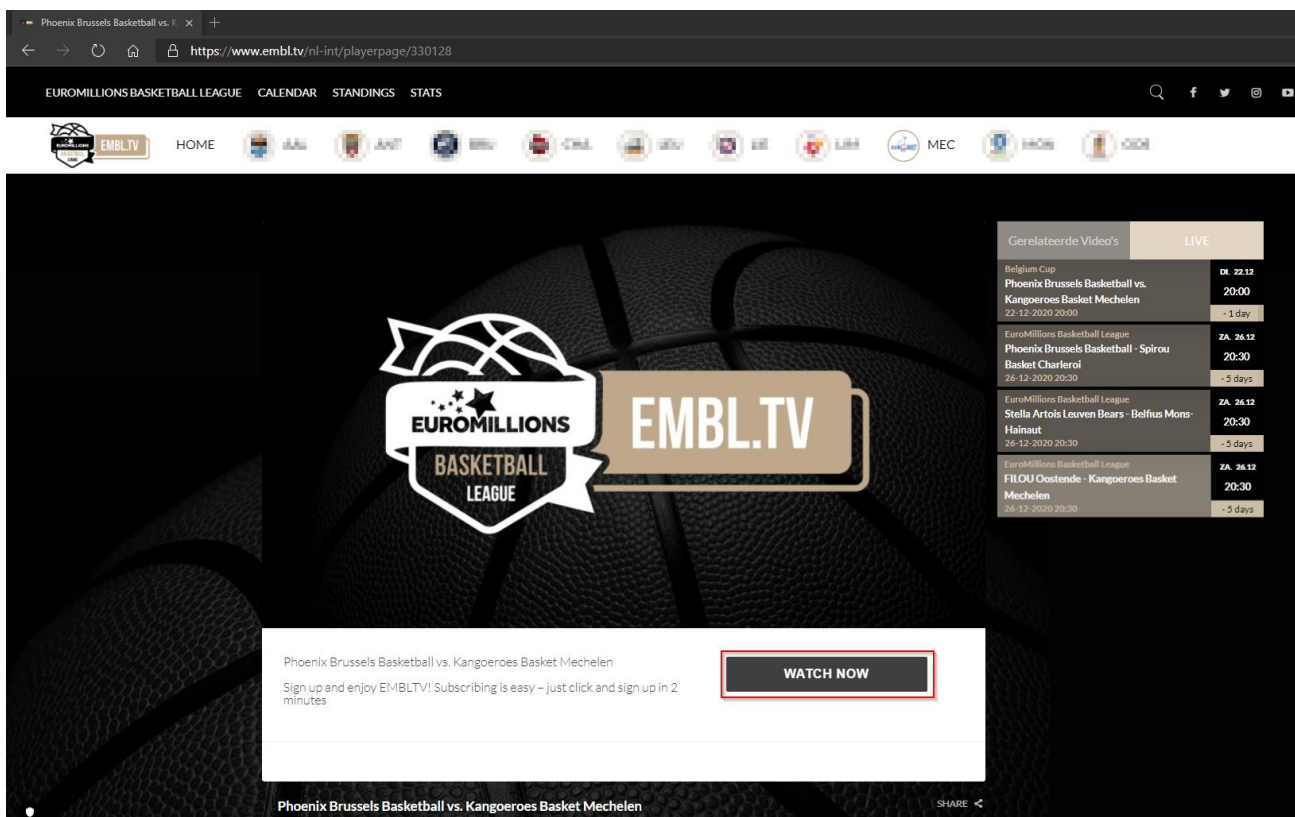 Phoenix Brussels Basketball vs. K
https://www.embl.tv/nl-int/playerpage/330128
EUROMILLIONS BASKETBALL LEAGUE CALENDAR STANDINGS STATS
EUROMILLIONS
EMBL.TV HOME MEC
Gerelateerde Video's LIVE
Belgium Cup
Phoenix Brussels Basketball vs.
Kangoeroes Basket Mechelen
22-12-2020 20:00
DI. 22.12
20:00
- 1 day
EuroMillions Basketball League
Phoenix Brussels Basketball - Spirou
Basket Charleroi
26-12-2020 20:30
ZA. 26.12
20:30
- 5 days
EuroMillions Basketball League
Stella Artois Leuven Bears - Belfius Mons-
Hainaut
26-12-2020 20:30
ZA. 26.12
20:30
- 5 days
EuroMillions Basketball League
FILOU Oostende - Kangoeroes Basket
Mechelen
26-12-2020 20:30
ZA. 26.12
20:30
- 5 days
EUROMILLIONS
BASKETBALL
LEAGUE
EMBL.TV
Phoenix Brussels Basketball vs. Kangoeroes Basket Mechelen
Sign up and enjoy EMBLTV! Subscribing is easy – just click and sign up in 2
minutes
WATCH NOW
Phoenix Brussels Basketball vs. Kangoeroes Basket Mechelen
SHARE